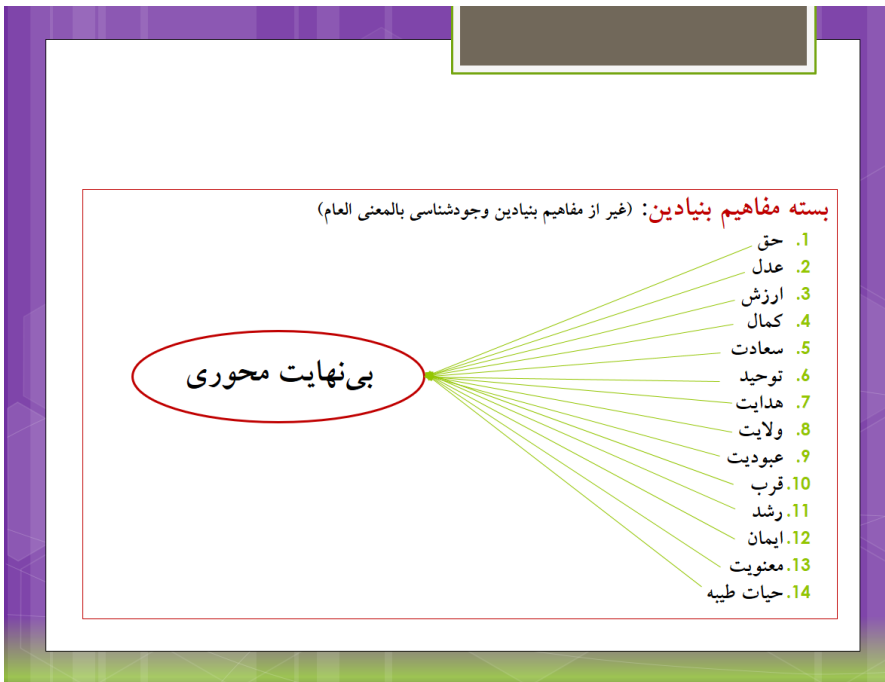 بسته مفاهیم بنیادین: (غیر از مفاهیم بنیادین وجودشناسی بالمعنی العام)
1. حق
2. عدل
3. ارزش
4. کمال
5. سعادت
6. توحید
7. هدایت
8. ولایت
9. عبودیت
10. قرب
11. رشد
12. ایمان
13. معنویت
14. حیات طیبه
بی‌نهایت محوری